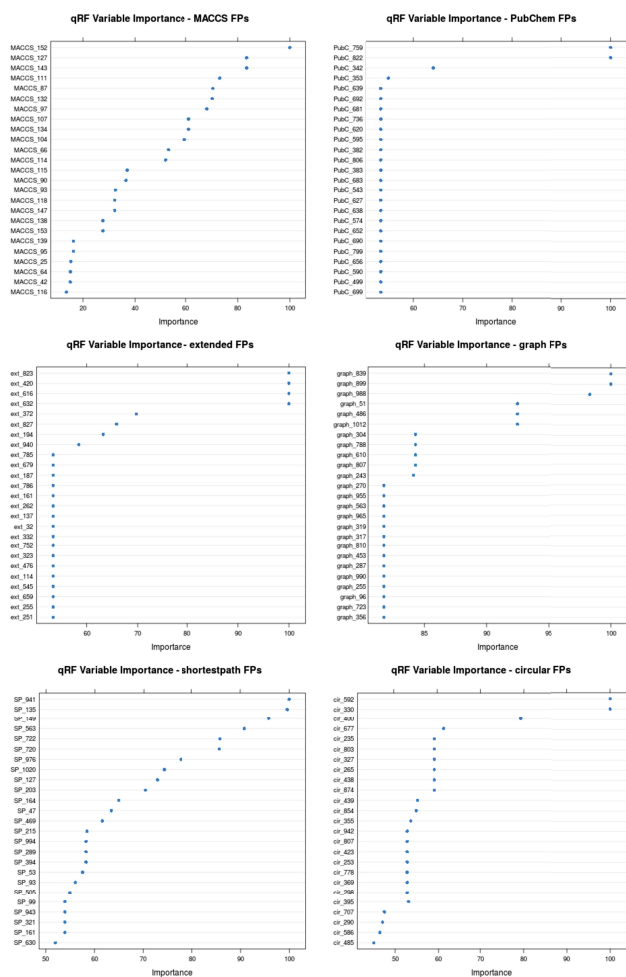 qRF Variable Importance - MACCS FPs
MACCS_152
MACCS_127
MACCS_143
MACCS_111
MACCS_87
MACCS_132
MACCS_97
MACCS_107
MACCS_134
MACCS_104
MACCS_66
MACCS_114
MACCS_115
MACCS_90
MACCS_93
MACCS_118
MACCS_147
MACCS_138
MACCS_153
MACCS_139
MACCS_95
MACCS_25
MACCS_64
MACCS_42
MACCS_116
20 40 60 80 100
Importance
qRF Variable Importance - PubChem FPs
PubC_759
PubC_822
PubC_342
PubC_353
PubC_639
PubC_692
PubC_681
PubC_736
PubC_620
PubC_595
PubC_382
PubC_806
PubC_383
PubC_683
PubC_543
PubC_627
PubC_638
PubC_574
PubC_652
PubC_690
PubC_799
PubC_656
PubC_590
PubC_499
PubC_699
60 70 80 90 100
Importance
qRF Variable Importance - extended FPs
ext_823
ext_420
ext_616
ext_632
ext_372
ext_827
ext_194
ext_940
ext_785
ext_679
ext_187
ext_786
ext_161
ext_262
ext_137
ext_32
ext_332
ext_752
ext_323
ext_476
ext_114
ext_545
ext_659
ext_255
ext_251
60 70 80 90 100
Importance
qRF Variable Importance - graph FPs
graph_839
graph_899
graph_988
graph_51
graph_486
graph_1012
graph_304
graph_788
graph_610
graph_807
graph_243
graph_270
graph_955
graph_563
graph_965
graph_319
graph_317
graph_810
graph_453
graph_287
graph_990
graph_255
graph_96
graph_723
graph_356
85 90 95 100
Importance
qRF Variable Importance - shortestpath FPs
SP_941
SP_135
SP_149
SP_563
SP_722
SP_720
SP_976
SP_1020
SP_127
SP_203
SP_164
SP_47
SP_469
SP_215
SP_994
SP_289
SP_394
SP_53
SP_93
SP_505
SP_99
SP_943
SP_321
SP_161
SP_630
50 60 70 80 90 100
Importance
qRF Variable Importance - circular FPs
cir_592
cir_330
cir_400
cir_677
cir_235
cir_803
cir_327
cir_265
cir_438
cir_874
cir_439
cir_854
cir_355
cir_942
cir_807
cir_423
cir_253
cir_778
cir_369
cir_298
cir_395
cir_707
cir_290
cir_586
cir_485
50 60 70 80 90 100
Importance